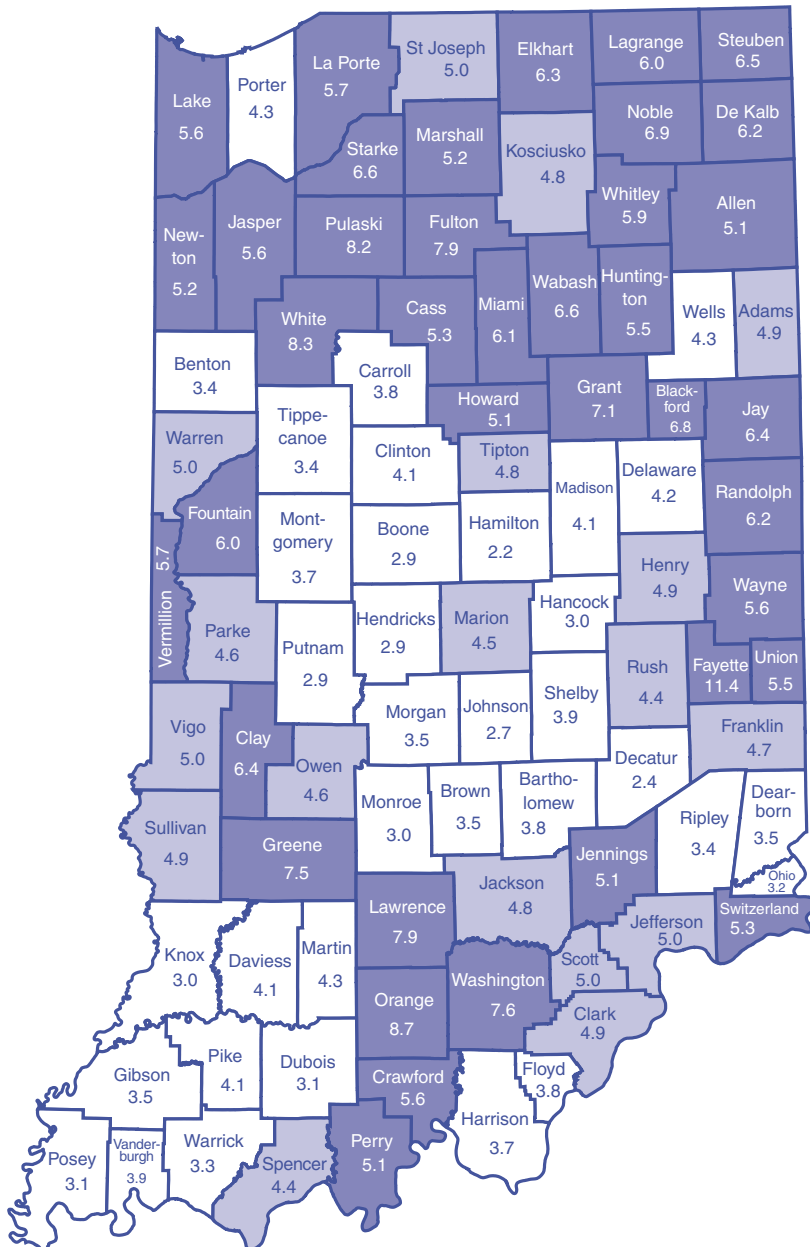 St Joseph
5.0
Elkhart
6.3
Lagrange
6.0
Steuben
6.5
La Porte
5.7
Porter
4.3
Lake
5.6
Noble
6.9
De Kalb
6.2
Starke
6.6
Marshall
5.2
Kosciusko
4.8
Whitley
5.9
Allen
5.1
New-
ton
5.2
Jasper
5.6
Pulaski
8.2
Fulton
7.9
Wabash
6.6
Hunting-
ton
5.5
White
8.3
Cass
5.3
Miami
6.1
Wells
4.3
Adams
4.9
Benton
3.4
Carroll
3.8
Howard
5.1
Grant
7.1
Black-
ford
6.8
Jay
6.4
Warren
5.0
Tippe-
canoe
3.4
Clinton
4.1
Tipton
4.8
Madison
4.1
Delaware
4.2
Randolph
6.2
Fountain
6.0
Mont-
gomery
3.7
Boone
2.9
Hamilton
2.2
Henry
4.9
Wayne
5.6
Vermillion 5.7
Parke
4.6
Putnam
2.9
Hendricks
2.9
Marion
4.5
Hancock
3.0
Rush
4.4
Fayette
11.4
Union
5.5
Vigo
5.0
Clay
6.4
Owen
4.6
Morgan
3.5
Johnson
2.7
Shelby
3.9
Franklin
4.7
Decatur
2.4
Sullivan
4.9
Greene
7.5
Monroe
3.0
Brown
3.5
Bartho-
lomew
3.8
Jennings
5.1
Ripley
3.4
Dear-
born
3.5
Ohio
3.2
Lawrence
7.9
Jackson
4.8
Jefferson
5.0
Switzerland
5.3
Knox
3.0
Daviess
4.1
Martin
4.3
Orange
8.7
Washington
7.6
Scott
5.0
Clark
4.9
Gibson
3.5
Pike
4.1
Dubois
3.1
Crawford
5.6
Floyd
3.8
Harrison
3.7
Posey
3.1
Vander-
burgh
3.9
Warrick
3.3
Spencer
4.4
Perry
5.1